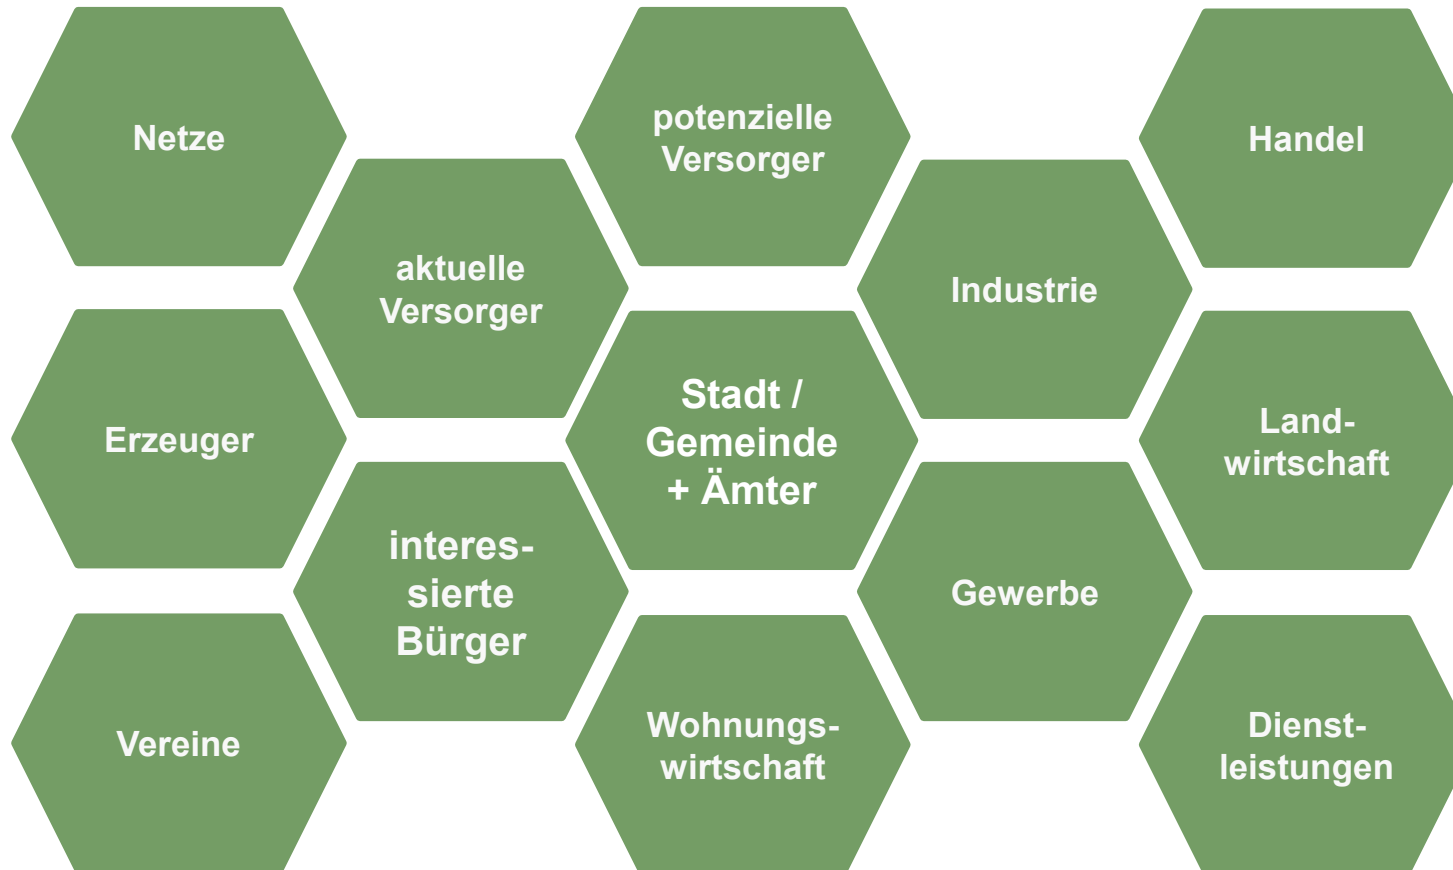 Netze
potenzielle
Versorger
Handel
aktuelle
Versorger
Industrie
Erzeuger
Stadt /
Gemeinde
+ Ämter
Land-
wirtschaft
interes-
sierte
Bürger
Gewerbe
Vereine
Wohnungs-
wirtschaft
Dienst-
leistungen